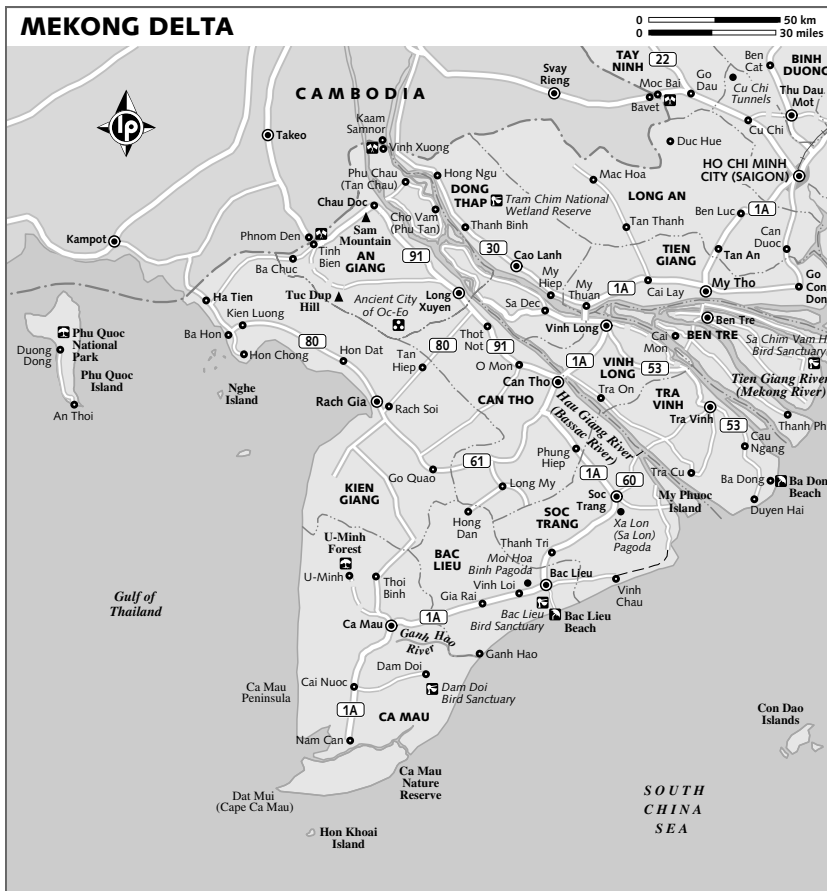 MEKONG DELTA
0 50 km
0 30 miles
TAY
NINH
22
Ben
Cat
BINH
DUONG
Svay
Rieng
Moc Bai
Go
Dau
Bavet
Cu Chi
Tunnels
Thu Dau
Mot
Cu Chi
CAMBODIA
lp
Takeo
Kaam
Samnor
Vinh Xuong
Duc Hue
HO CHI MINH
CITY (SAIGON)
Phu Chau
(Tan Chau)
Hong Ngu
DONG
THAP
Tram Chim National
Wetland Reserve
Mac Hoa
LONG AN
Chau Doc
Sam
Mountain
Cho Vam
(Phu Tan)
Thanh Binh
Tan Thanh
Ben Luc
1A
Kampot
Phnom Den
Tinh
Bien
AN
GIANG
91
30
Cao Lanh
TIEN
GIANG
Tan An
Can
Duoc
Ba Chuc
My
Hiep
My
Thuan
1A
Cai Lay
My Tho
Go
Con
Don
Ha Tien
Tuc Dup
Hill
Ancient City
of Oc-Eo
Long
Xuyen
Sa Dec
Kien Luong
Phu Quoc
National
Park
Ba Hon
80
Thot
Not
80
91
Vinh Long
Cai
Mon
Ben Tre
BEN TRE
Sa Chim Vam H
Bird Sanctuary
Duong
Dong
Hon Chong
Hon Dat
Tan
Hiep
O Mon
1A
VINH
LONG
53
Phu Quoc
Island
Nghe
Island
Can Tho
CAN THO
Tra On
TRA
VINH
Tien Giang River
(Mekong River)
An Thoi
Rach Gia
Rach Soi
Hau Giang River
(Bassac River)
Tra Vinh
53
Thanh Ph
Cau
Ngang
Phung
Hiep
61
1A
60
Go Quao
Long My
Tra Cu
Ba Dong
Ba Don
Beach
KIEN
GIANG
Soc
Trang
My Phuoc
Island
Duyen Hai
Hong
Dan
SOC
TRANG
Xa Lon
(Sa Lon)
Pagoda
U-Minh
Forest
BAC
LIEU
Thanh Tri
Moi Hoa
Binh Pagoda
U-Minh
Thoi
Binh
Vinh Loi
Bac Lieu
Vinh
Chau
Gulf of
Thailand
Gia Rai
Ca Mau
1A
Bac Lieu
Bird Sanctuary
Bac Lieu
Beach
Ganh Hao
River
Ganh Hao
Dam Doi
Ca Mau
Peninsula
Cai Nuoc
Dam Doi
Bird Sanctuary
1A
CA MAU
Con Dao
Islands
Nam Can
Ca Mau
Nature
Reserve
Dat Mui
(Cape Ca Mau)
SOUTH
CHINA
SEA
Hon Khoai
Island